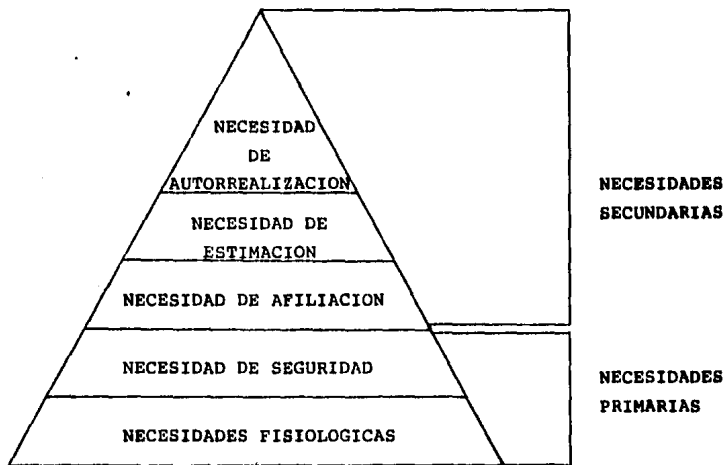 NECESIDAD
DE
AUTORREALIZACION
NECESIDAD DE
ESTIMACION
NECESIDAD DE AFILIACION
NECESIDAD DE SEGURIDAD
NECESIDADES FISIOLOGICAS
NECESIDADES
SECUNDARIAS
NECESIDADES
PRIMARIAS